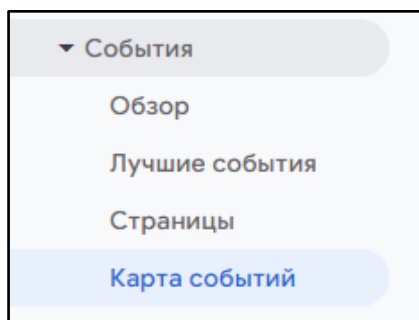 События
Обзор
Лучшие события
Страницы
Карта событий